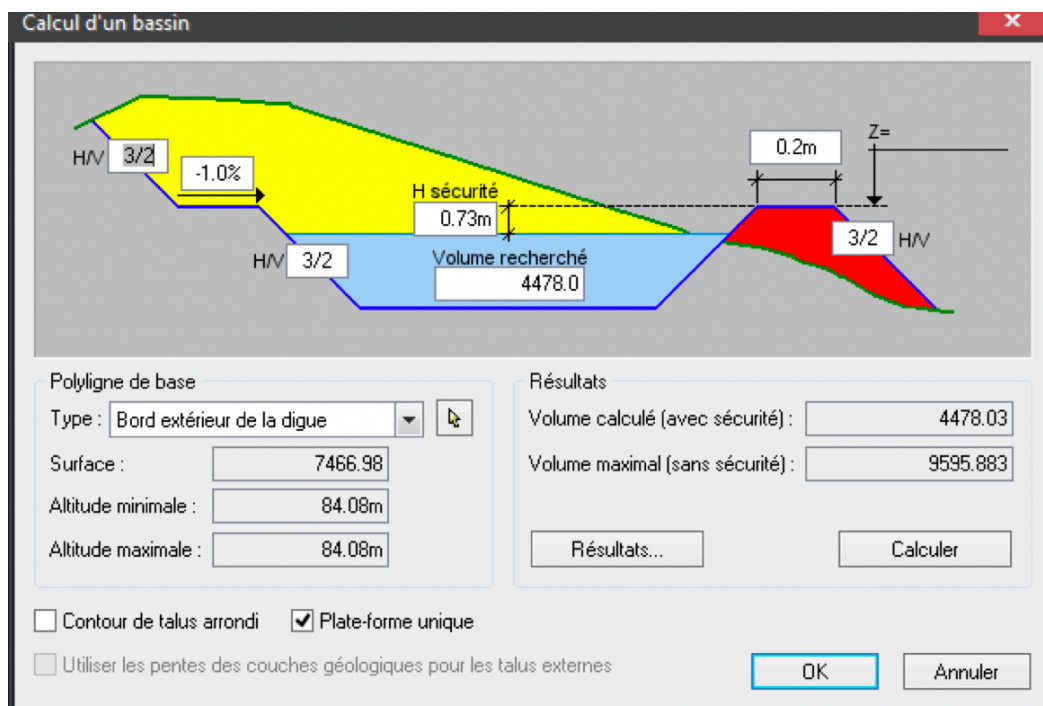 Calcul d'un bassin
Z=
0.2m
H/V 3/2
-1.0%
H sécurité
0.73m
3/2 H/V
H/V 3/2
Volume recherché
4478.0
Polyligne de base
Type : Bord extérieur de la digue
Surface : 7466.98
Altitude minimale : 84.08m
Altitude maximale : 84.08m
Résultats
Volume calculé (avec sécurité) : 4478.03
Volume maximal (sans sécurité) : 9595.883
Résultats... Calculer
Contour de talus arrondi Plate-forme unique
Utiliser les pentes des couches géologiques pour les talus externes
OK Annuler